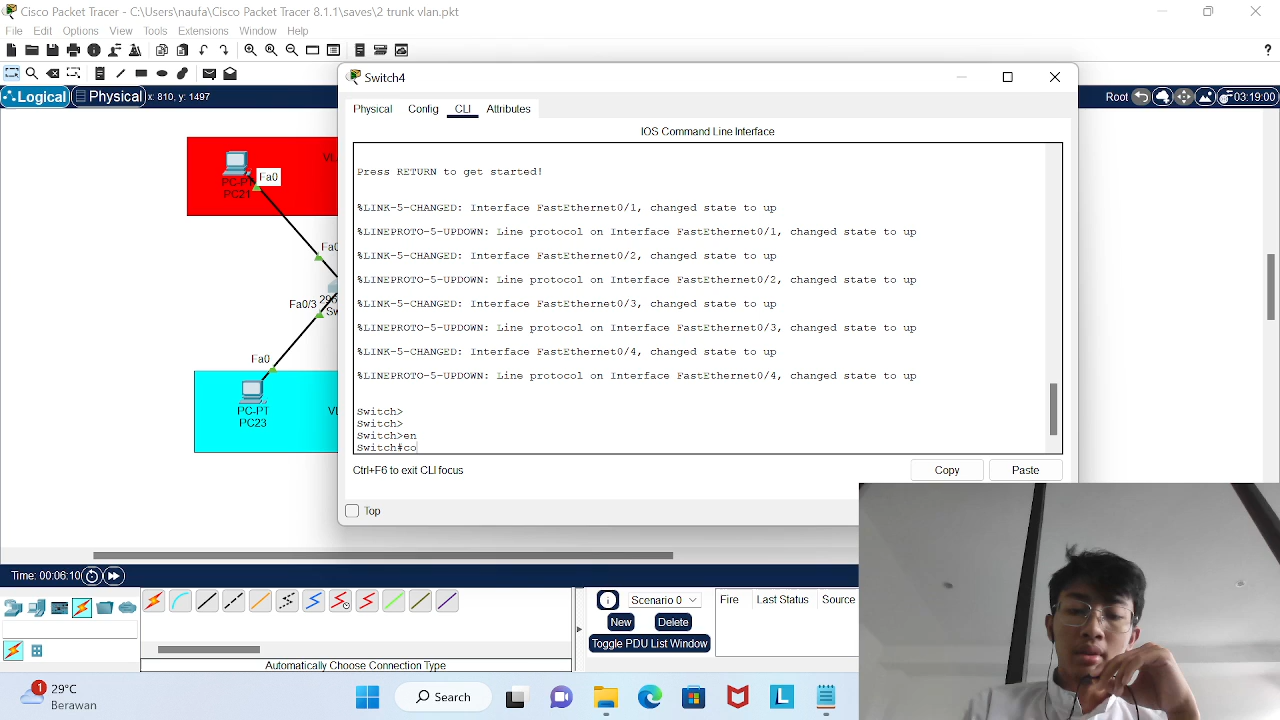 Cisco Packet Tracer - C:\Users\naufa\Cisco Packet Tracer 8.1.1\saves\2 trunk vlan.pkt
File Edit Options View Tools Extensions Window Help
?
Logical Physical x: 810, y: 1497
Root 03:19:00
Switch4
Physical Config CLI Attributes
IOS Command Line Interface
Press RETURN to get started!
%LINK-5-CHANGED: Interface FastEthernet0/1, changed state to up
%LINEPROTO-5-UPDOWN: Line protocol on Interface FastEthernet0/1, changed state to up
%LINK-5-CHANGED: Interface FastEthernet0/2, changed state to up
%LINEPROTO-5-UPDOWN: Line protocol on Interface FastEthernet0/2, changed state to up
%LINK-5-CHANGED: Interface FastEthernet0/3, changed state to up
%LINEPROTO-5-UPDOWN: Line protocol on Interface FastEthernet0/3, changed state to up
%LINK-5-CHANGED: Interface FastEthernet0/4, changed state to up
%LINEPROTO-5-UPDOWN: Line protocol on Interface FastEthernet0/4, changed state to up
Switch>
Switch>
Switch>en
Switch#co
Ctrl+F6 to exit CLI focus
Copy Paste
Top
VL
Fa0
PC-PT
PC21
Fa0
Fa0/3 296
Sw
Fa0
PC-PT
PC23
VL
Time: 00:06:10
Scenario 0
New Delete
Toggle PDU List Window
Fire Last Status Source
Automatically Choose Connection Type
1
29°C
Berawan
Search